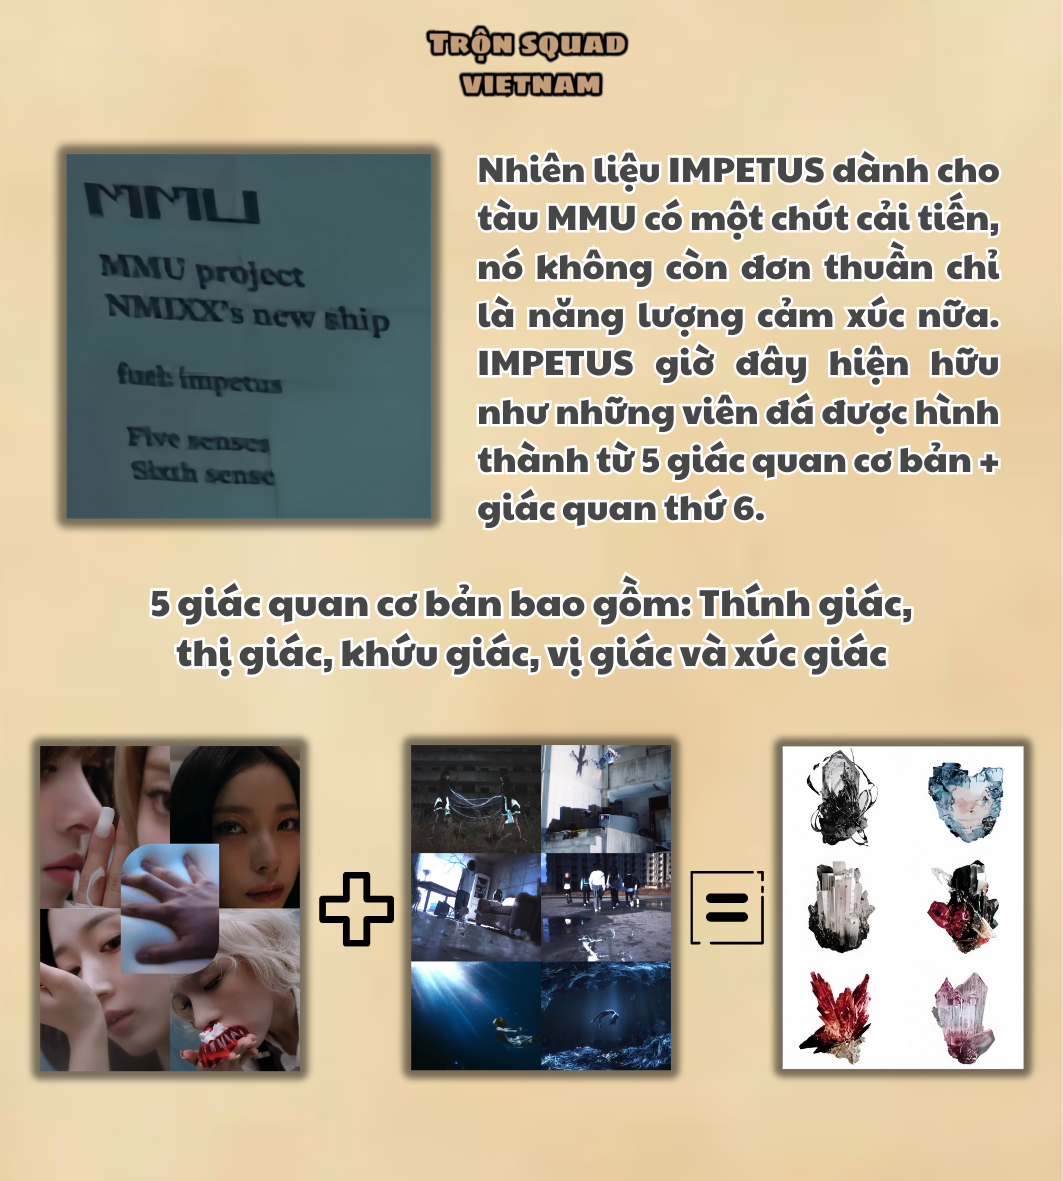 TRỘN SQUAD
VIETNAM
MMU
MMU project
NMIXX's new ship
fuel: impetus
Five senses
Sixth sense
Nhiên liệu IMPETUS dành cho
tàu MMU có một chút cải tiến,
nó không còn đơn thuần chỉ
là năng lượng cảm xúc nữa.
IMPETUS giờ đây hiện hữu
như những viên đá được hình
thành từ 5 giác quan cơ bản +
giác quan thứ 6.
5 giác quan cơ bản bao gồm: Thính giác,
thị giác, khứu giác, vị giác và xúc giác